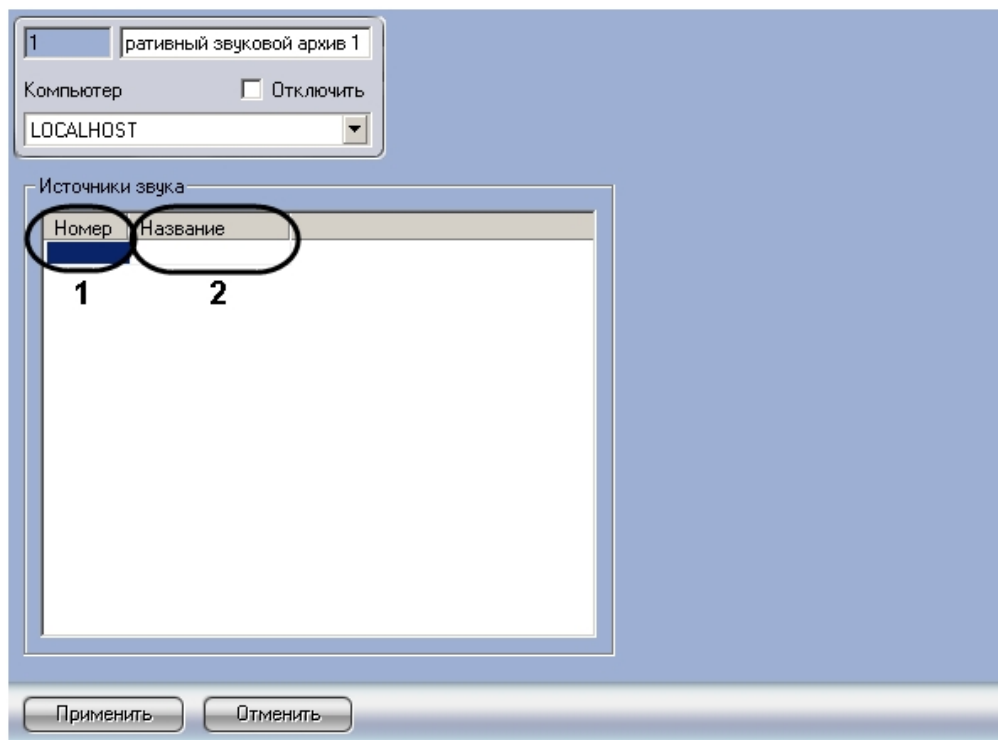 1 ративный звуковой архив 1
Компьютер Отключить
LOCALHOST
Источники звука
Номер Название
1 2
Применить Отменить